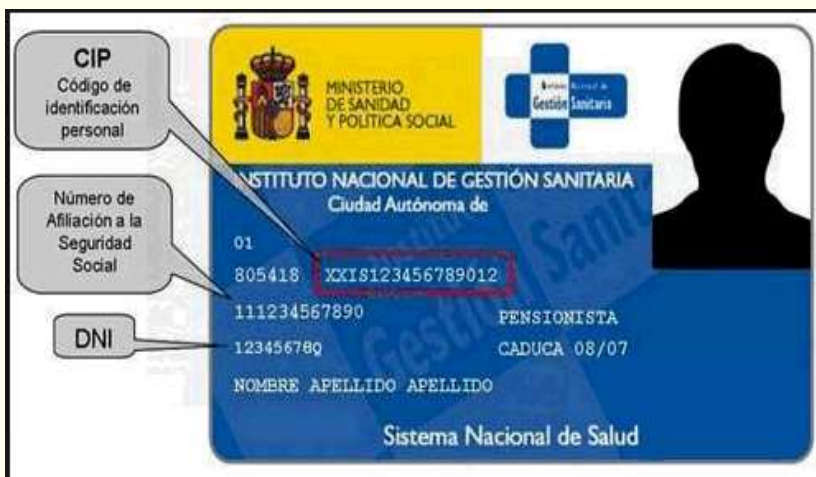 CIP
Código de
identificación
personal
Número de
Afiliación a la
Seguridad
Social
DNI
MINISTERIO
DE SANIDAD
Y POLÍTICA SOCIAL
Gestión Sanitaria
INSTITUTO NACIONAL DE GESTIÓN SANITARIA
Ciudad Autónoma de
01
805418 XXIS123456789012
111234567890
PENSIONISTA
12345678Q
CADUCA 08/07
NOMBRE APELLIDO APELLIDO
Sistema Nacional de Salud